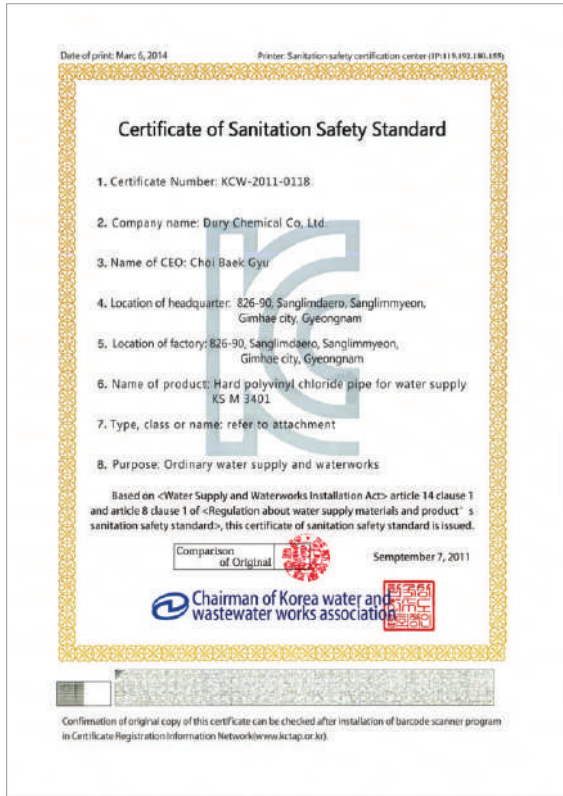 Date of print: Marc 6, 2014
Printer: Sanitation safety certification center (IP:119.192.180.155)
Certificate of Sanitation Safety Standard
1. Certificate Number: KCW-2011-0118
2. Company name: Dury Chemical Co, Ltd.
3. Name of CEO: Choi Baek Gyu
4. Location of headquarter: 826-90, Sanglimdaero, Sanglimmyeon,
Gimhae city, Gyeongnam
5. Location of factory: 826-90, Sanglimdaero, Sanglimmyeon,
Gimhae city, Gyeongnam
6. Name of product: Hard polyvinyl chloride pipe for water supply
KS M 3401
7. Type, class or name: refer to attachment
8. Purpose: Ordinary water supply and waterworks
Based on <Water Supply and Waterworks Installation Act> article 14 clause 1
and article 8 clause 1 of <Regulation about water supply materials and product' s
sanitation safety standard>, this certificate of sanitation safety standard is issued.
Comparison
of Original
Semptember 7, 2011
Chairman of Korea water and
wastewater works association
Confirmation of original copy of this certificate can be checked after installation of barcode scanner program
in Certificate Registration Information Network(www.kctap.or.kr).